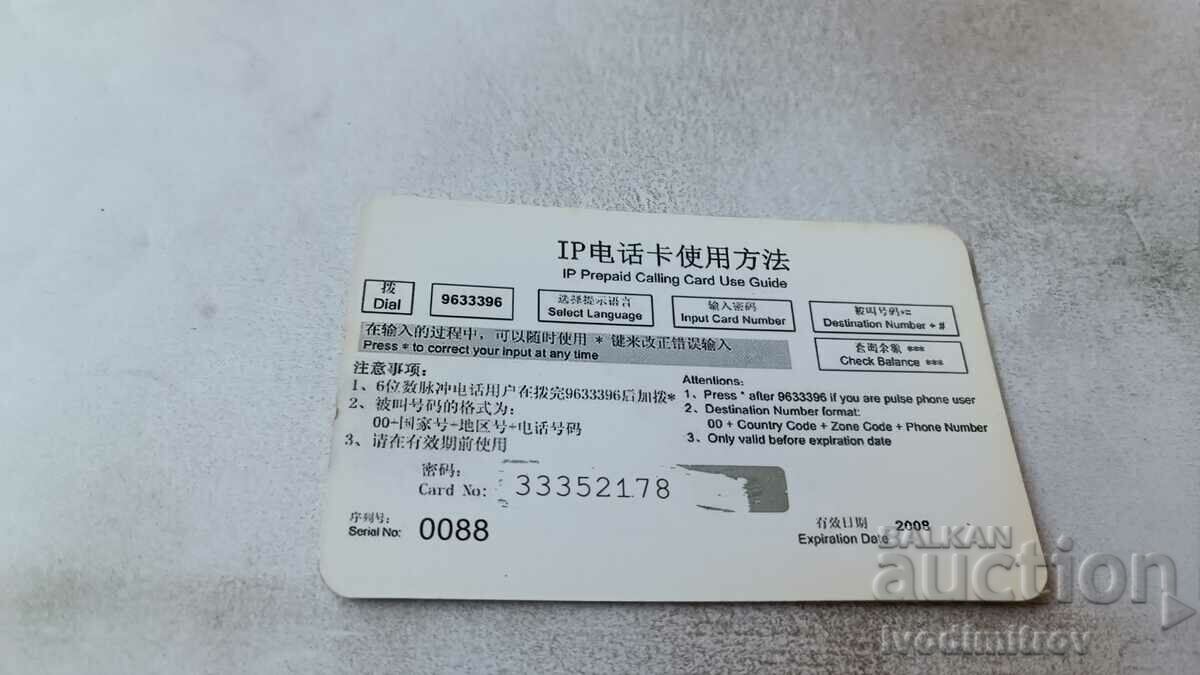 IP电话卡使用方法
IP Prepaid Calling Card Use Guide
拨
Dial
9633396
选择提示语言
Select Language
输入密码
Input Card Number
被叫号码+#
Destination Number + #
在输入的过程中,可以随时使用 * 键来改正错误输入
Press * to correct your input at any time
查询余额 ***
Check Balance ***
注意事项:
1、6位数脉冲电话用户在拨完9633396后加拨*
2、被叫号码的格式为:
00+国家号+地区号+电话号码
3、请在有效期前使用
Attentions:
1、Press * after 9633396 if you are pulse phone user
2、Destination Number format:
00 + Country Code + Zone Code + Phone Number
3、Only valid before expiration date
密码:
Card No: 33352178
序列号:
Serial No: 0088
有效日期 2008
Expiration Date
BALKAN
auction
ivodimitrov